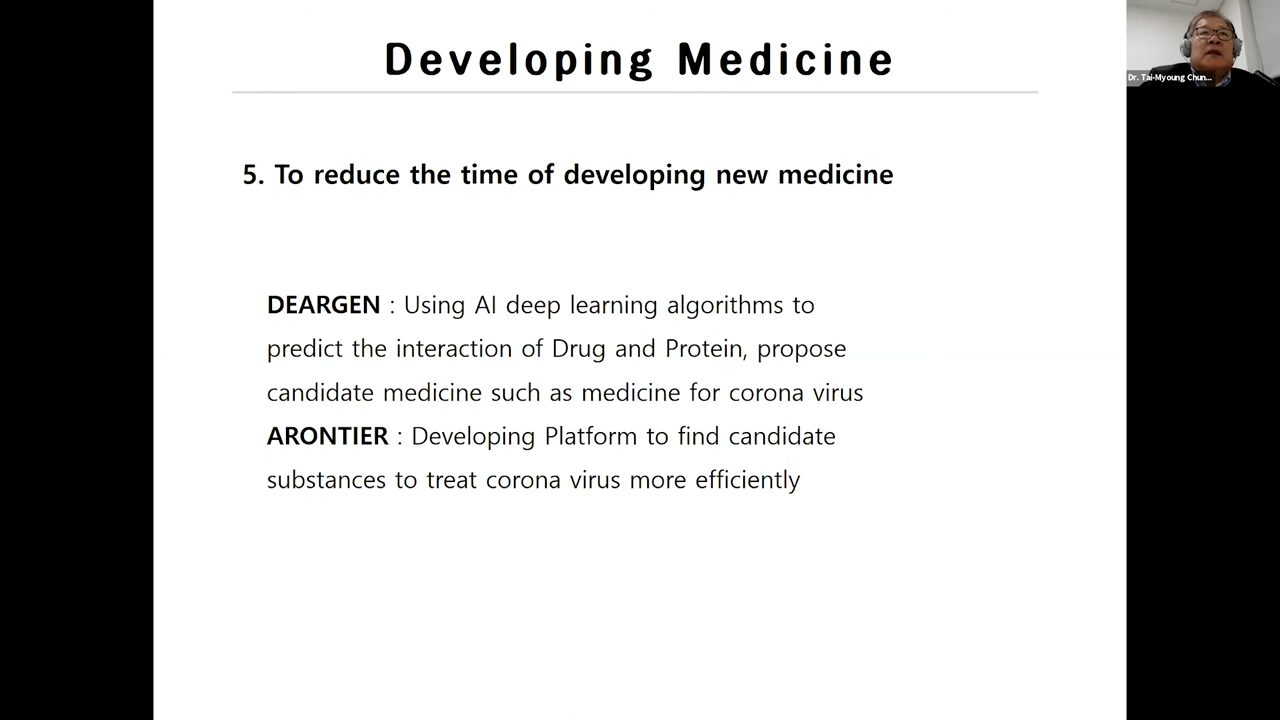 Developing Medicine
Dr. Tai-Myoung Chun...
5. To reduce the time of developing new medicine
DEARGEN : Using AI deep learning algorithms to
predict the interaction of Drug and Protein, propose
candidate medicine such as medicine for corona virus
ARONTIER : Developing Platform to find candidate
substances to treat corona virus more efficiently